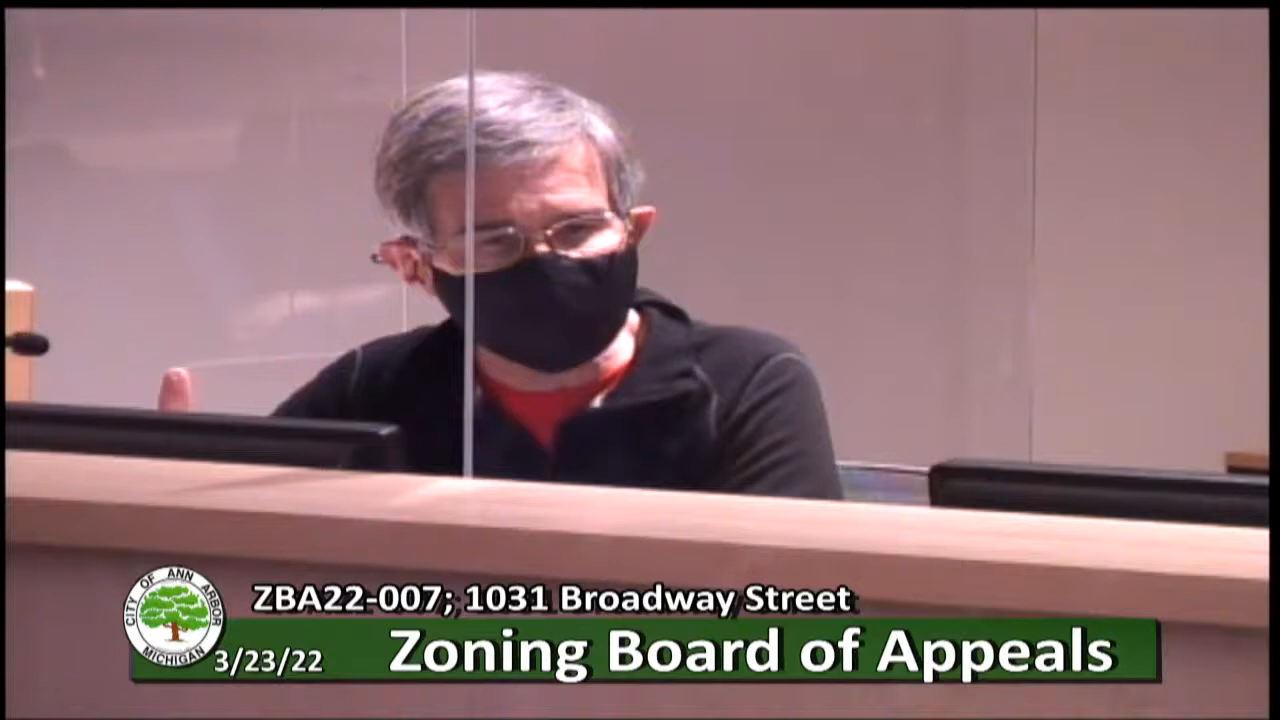 ZBA22-007; 1031 Broadway Street
CITY OF ANN ARBOR
MICHIGAN
3/23/22
Zoning Board of Appeals